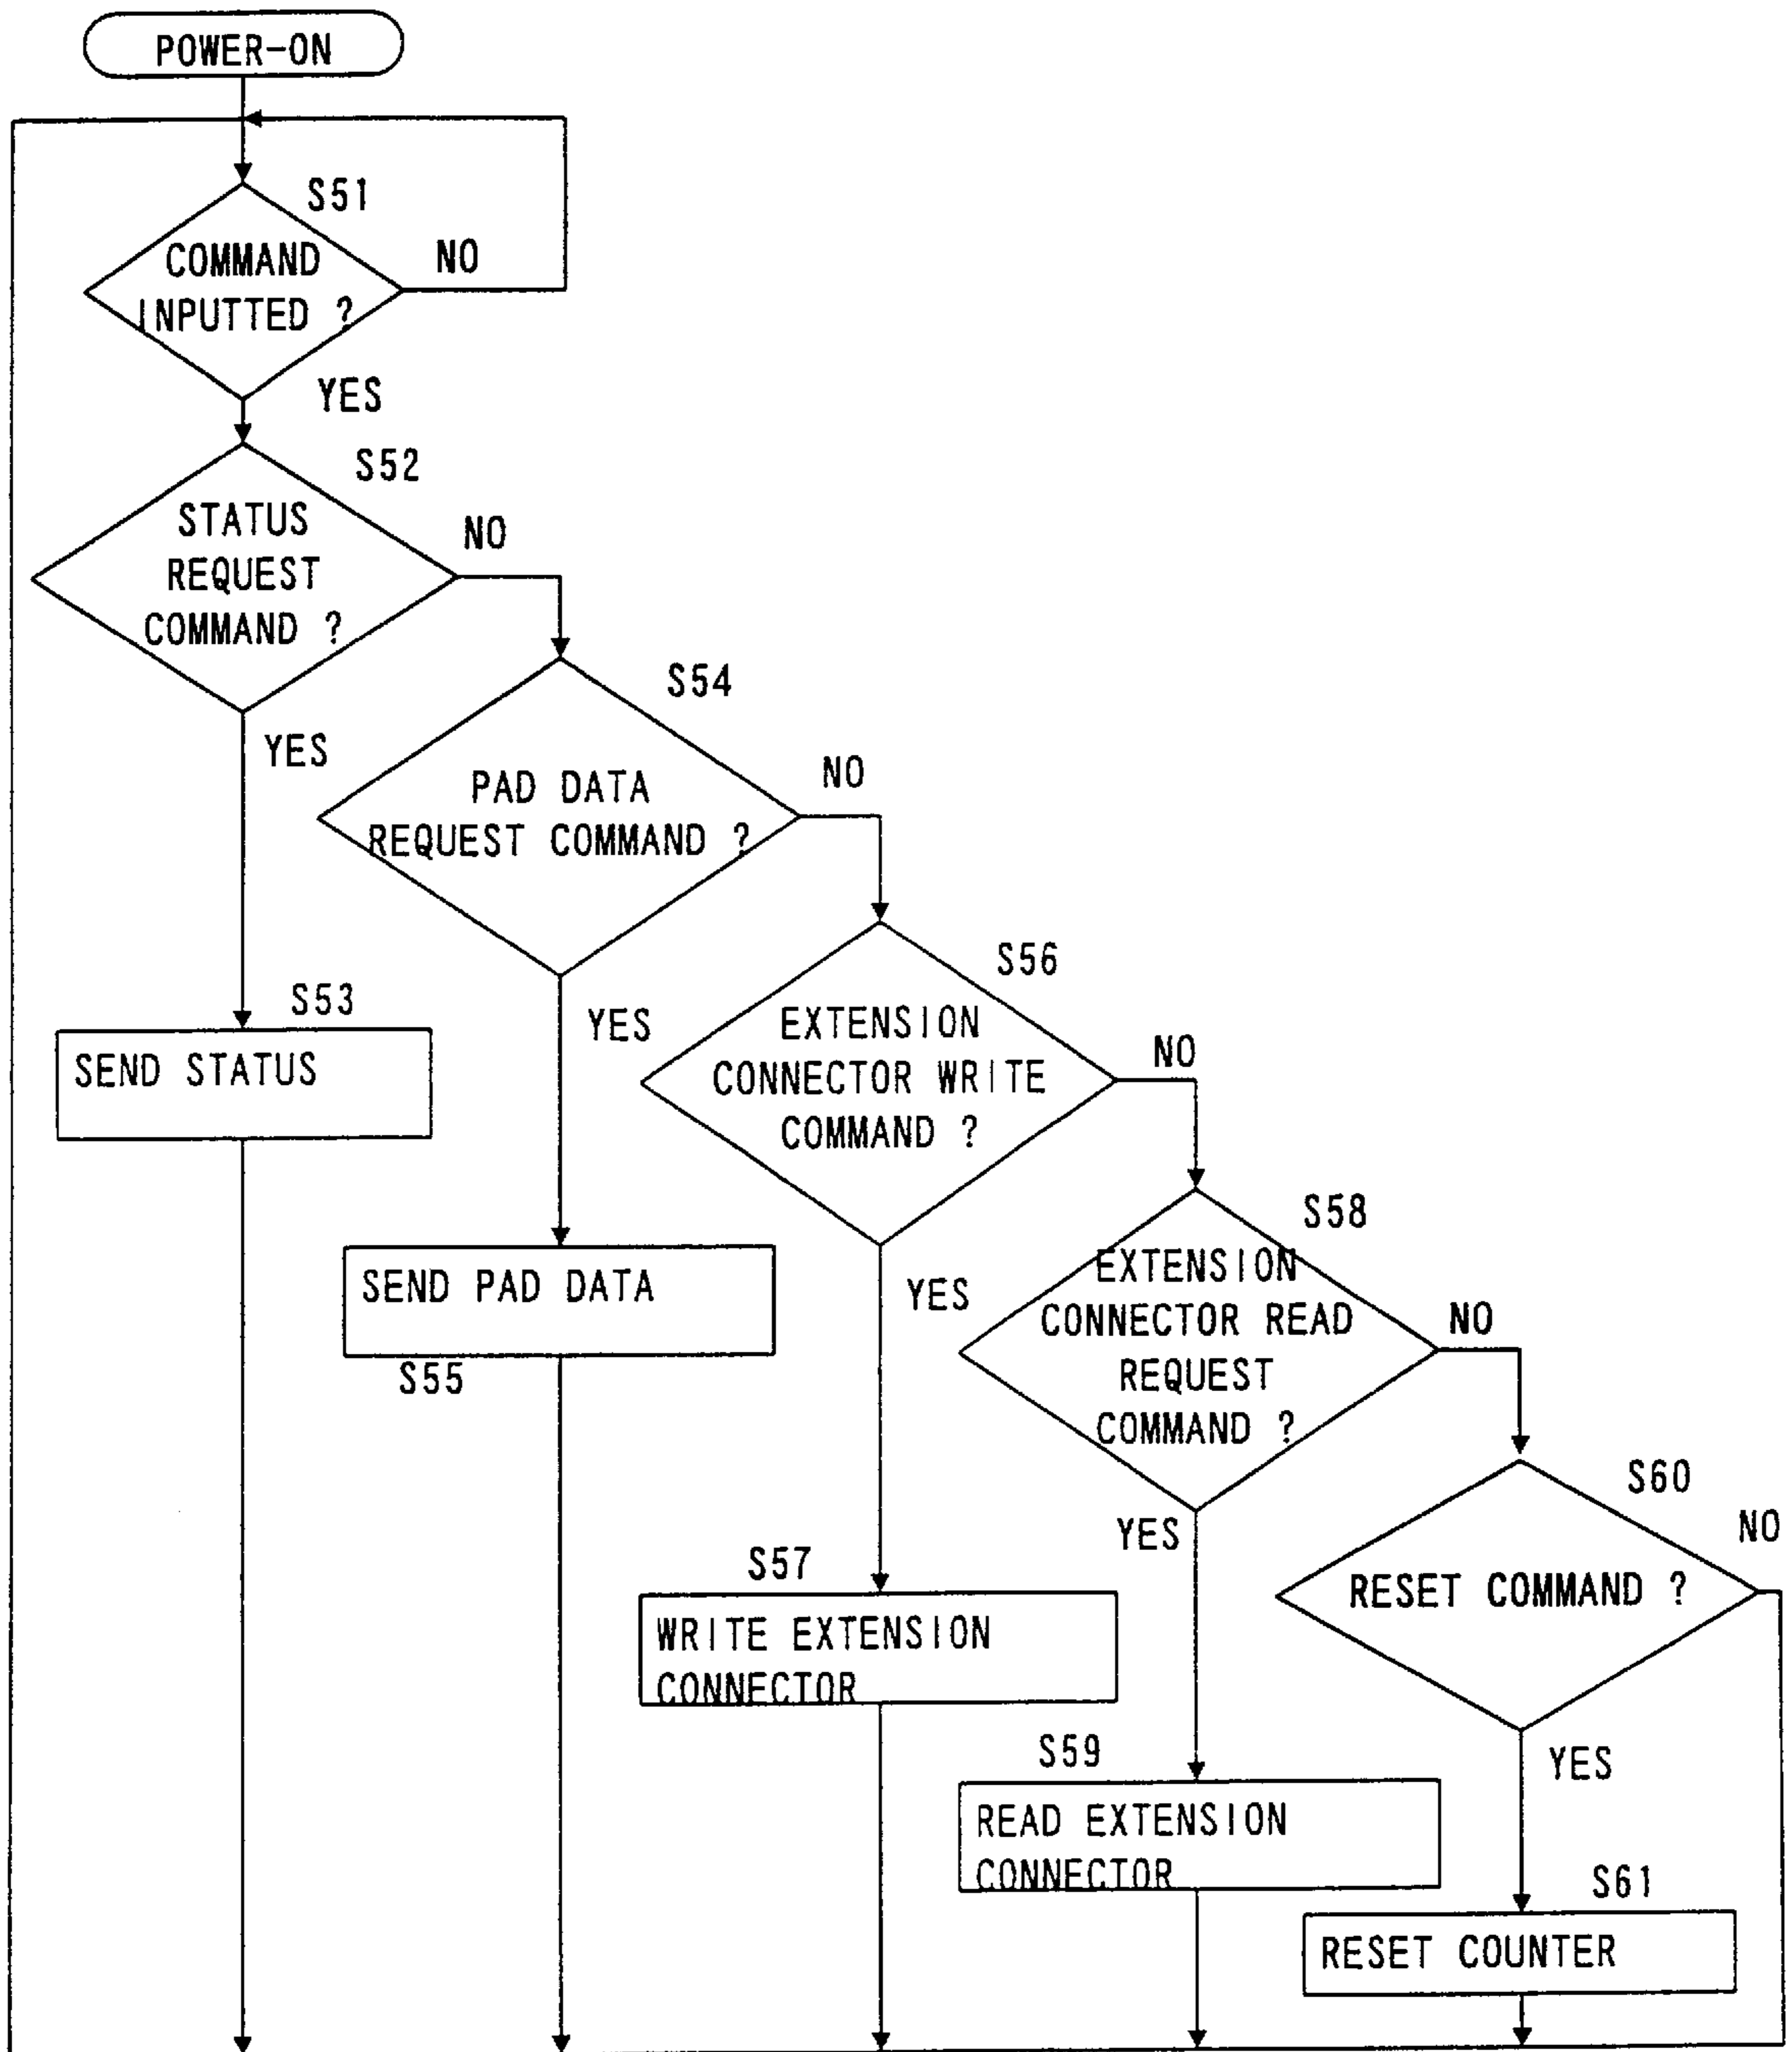 POWER-ON
S51
COMMAND
INPUTTED ?
NO
YES
S52
STATUS
REQUEST
COMMAND ?
NO
YES
S54
PAD DATA
REQUEST COMMAND ?
NO
YES
S53
SEND STATUS
S56
EXTENSION
CONNECTOR WRITE
COMMAND ?
NO
YES
SEND PAD DATA
S55
S58
EXTENSION
CONNECTOR READ
REQUEST
COMMAND ?
NO
YES
S57
WRITE EXTENSION
CONNECTOR
S60
RESET COMMAND ?
NO
YES
S59
READ EXTENSION
CONNECTOR
S61
RESET COUNTER